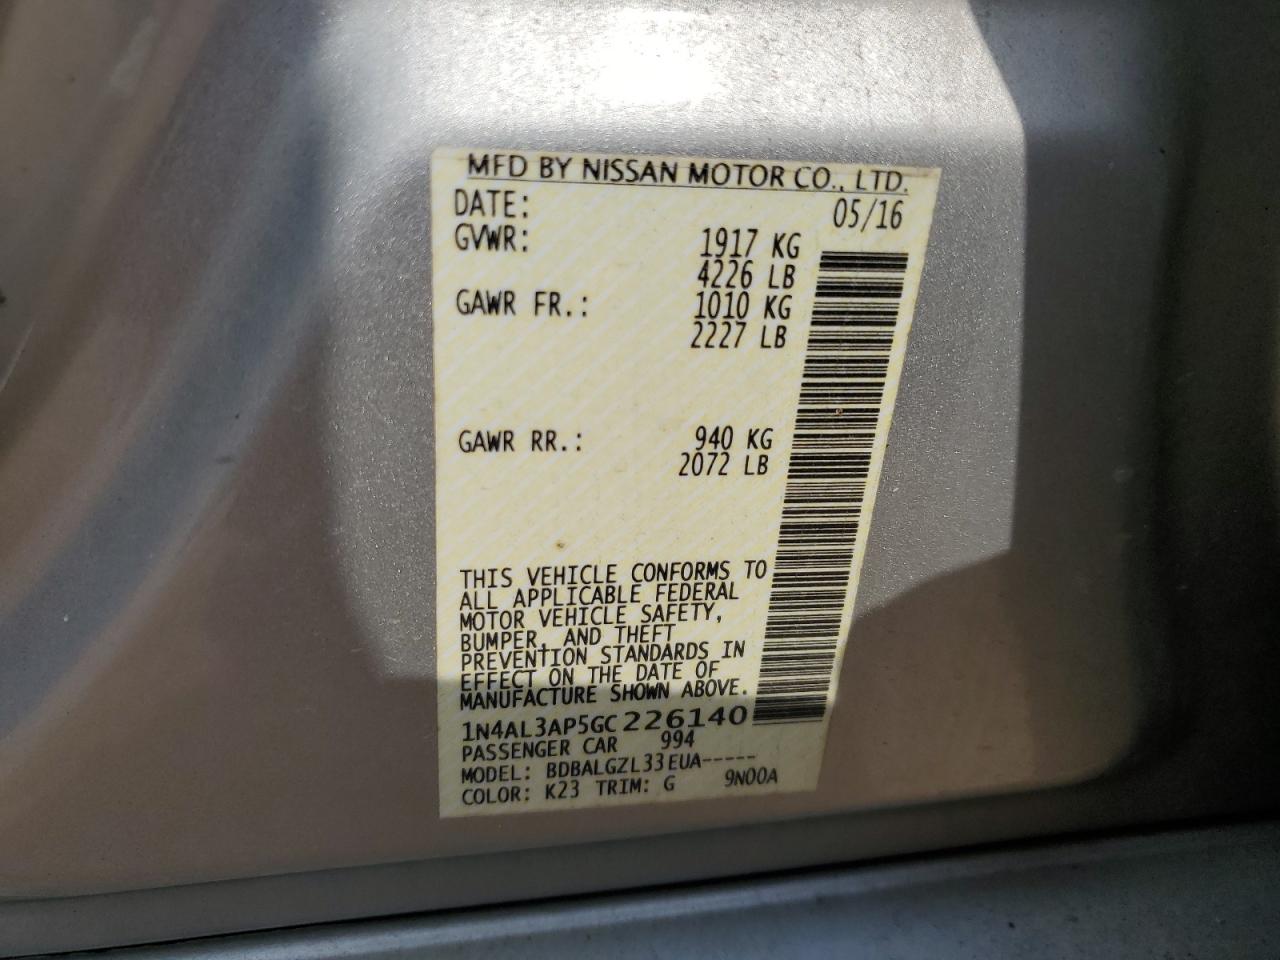 MFD BY NISSAN MOTOR CO., LTD.
DATE: 05/16
GVWR: 1917 KG
4226 LB
GAWR FR.: 1010 KG
2227 LB
GAWR RR.: 940 KG
2072 LB
THIS VEHICLE CONFORMS TO
ALL APPLICABLE FEDERAL
MOTOR VEHICLE SAFETY,
BUMPER, AND THEFT
PREVENTION STANDARDS IN
EFFECT ON THE DATE OF
MANUFACTURE SHOWN ABOVE.
1N4AL3AP5GC226140
PASSENGER CAR 994
MODEL: BDBALGZL33EUA-----
COLOR: K23 TRIM: G 9N00A